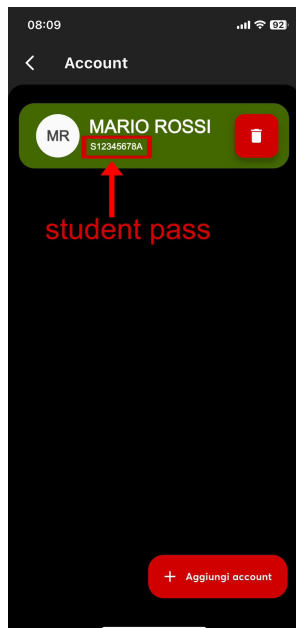 08:09
92
Account
MR
MARIO ROSSI
S12345678A
student pass
+ Aggiungi account